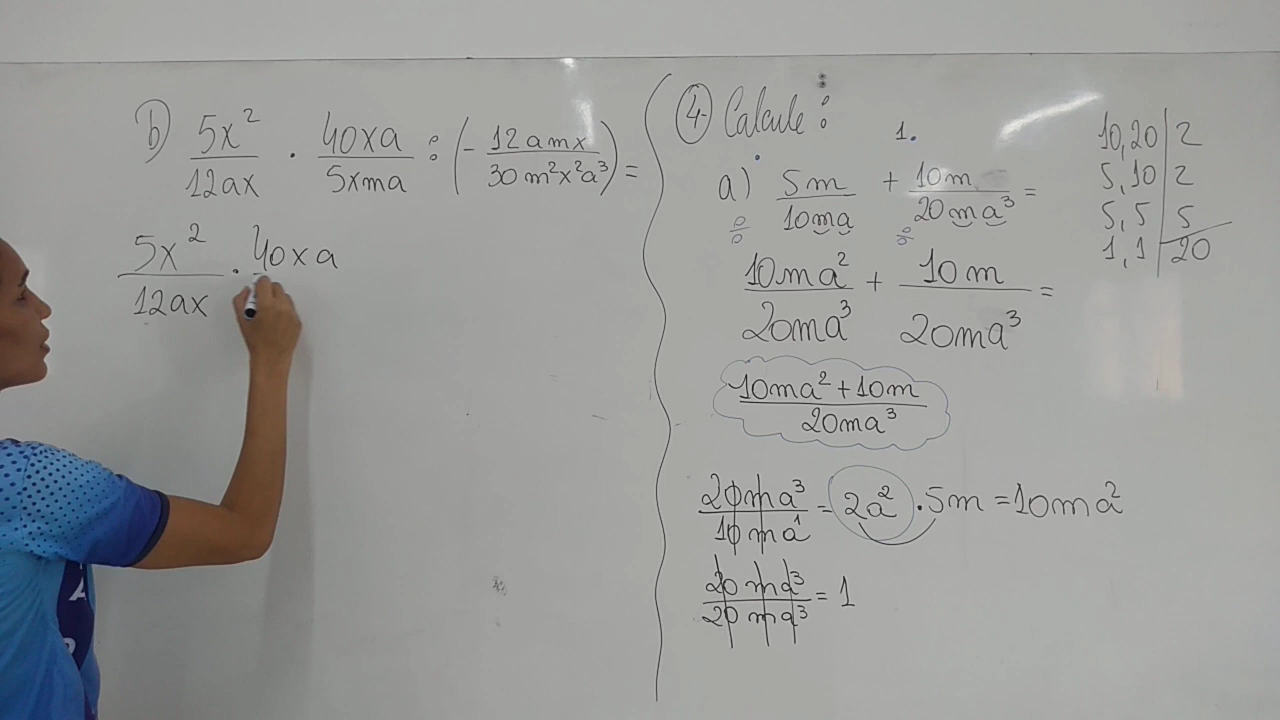 b) 5x²/12ax · 40xa/5xma : (- 12amx/30m²x²a³) =
5x²/12ax · 40xa
④ Calcule:
1.
a) 5m/10ma + 10m/20ma³ =
10ma²/20ma³ + 10m/20ma³ =
10ma² + 10m/20ma³
20ma³/10ma¹ = 2a² · 5m = 10ma²
20ma³/20ma³ = 1
10, 20 | 2
5, 10 | 2
5, 5 | 5
1, 1 | 20